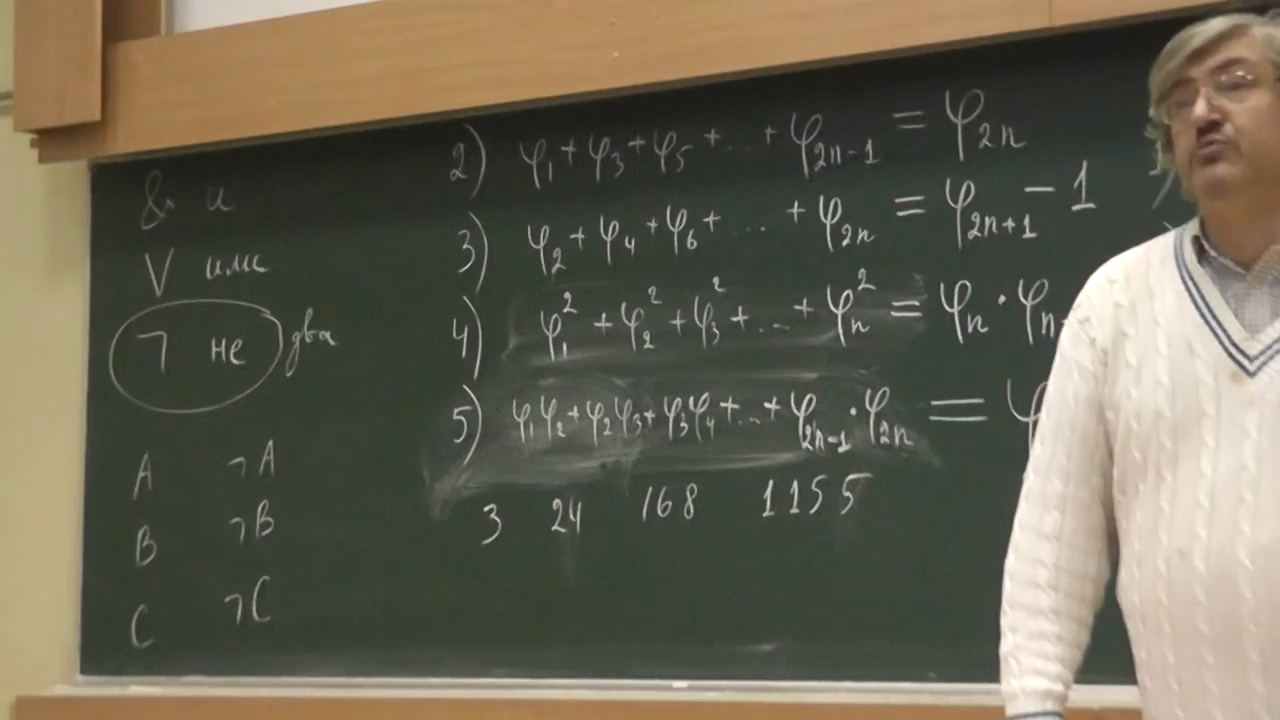 & и
V или
¬ не два
A ¬A
B ¬B
C ¬C
2) φ₁ + φ₃ + φ₅ + ... + φ₂ₙ₋₁ = φ₂ₙ
3) φ₂ + φ₄ + φ₆ + ... + φ₂ₙ = φ₂ₙ₊₁ - 1
4) φ₁² + φ₂² + φ₃² + ... + φₙ² = φₙ · φₙ
5) φ₁φ₂ + φ₂φ₃ + φ₃φ₄ + ... + φ₂ₙ₋₁ · φ₂ₙ = φ
3 24 168 1155